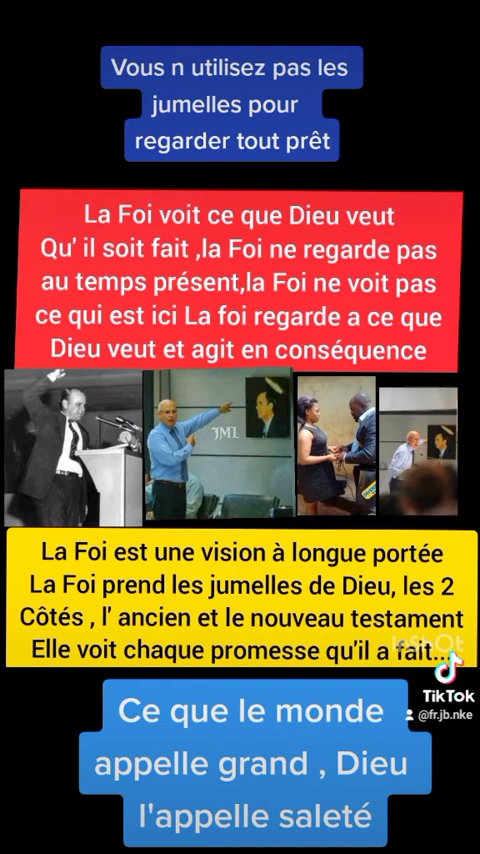 Vous n utilisez pas les
jumelles pour
regarder tout prêt
La Foi voit ce que Dieu veut
Qu' il soit fait ,la Foi ne regarde pas
au temps présent,la Foi ne voit pas
ce qui est ici La foi regarde a ce que
Dieu veut et agit en conséquence
JMI
La Foi est une vision à longue portée
La Foi prend les jumelles de Dieu, les 2
Côtés , l' ancien et le nouveau testament
Elle voit chaque promesse qu'il a fait...
TikTok
@fr.jb.nke
Ce que le monde
appelle grand , Dieu
l'appelle saleté